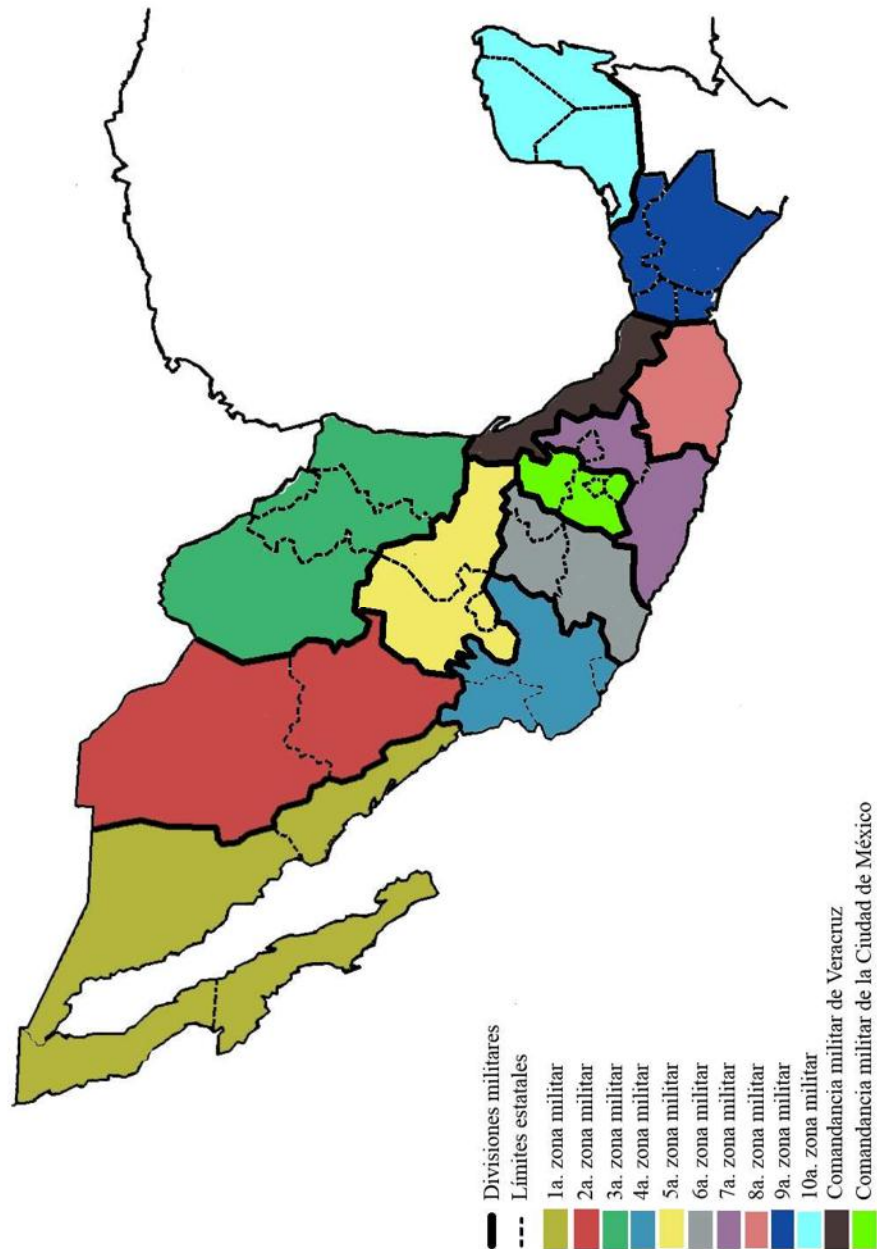 Divisiones militares
Límites estatales
1a. zona militar
2a. zona militar
3a. zona militar
4a. zona militar
5a. zona militar
6a. zona militar
7a. zona militar
8a. zona militar
9a. zona militar
10a. zona militar
Comandancia militar de Veracruz
Comandancia militar de la Ciudad de México